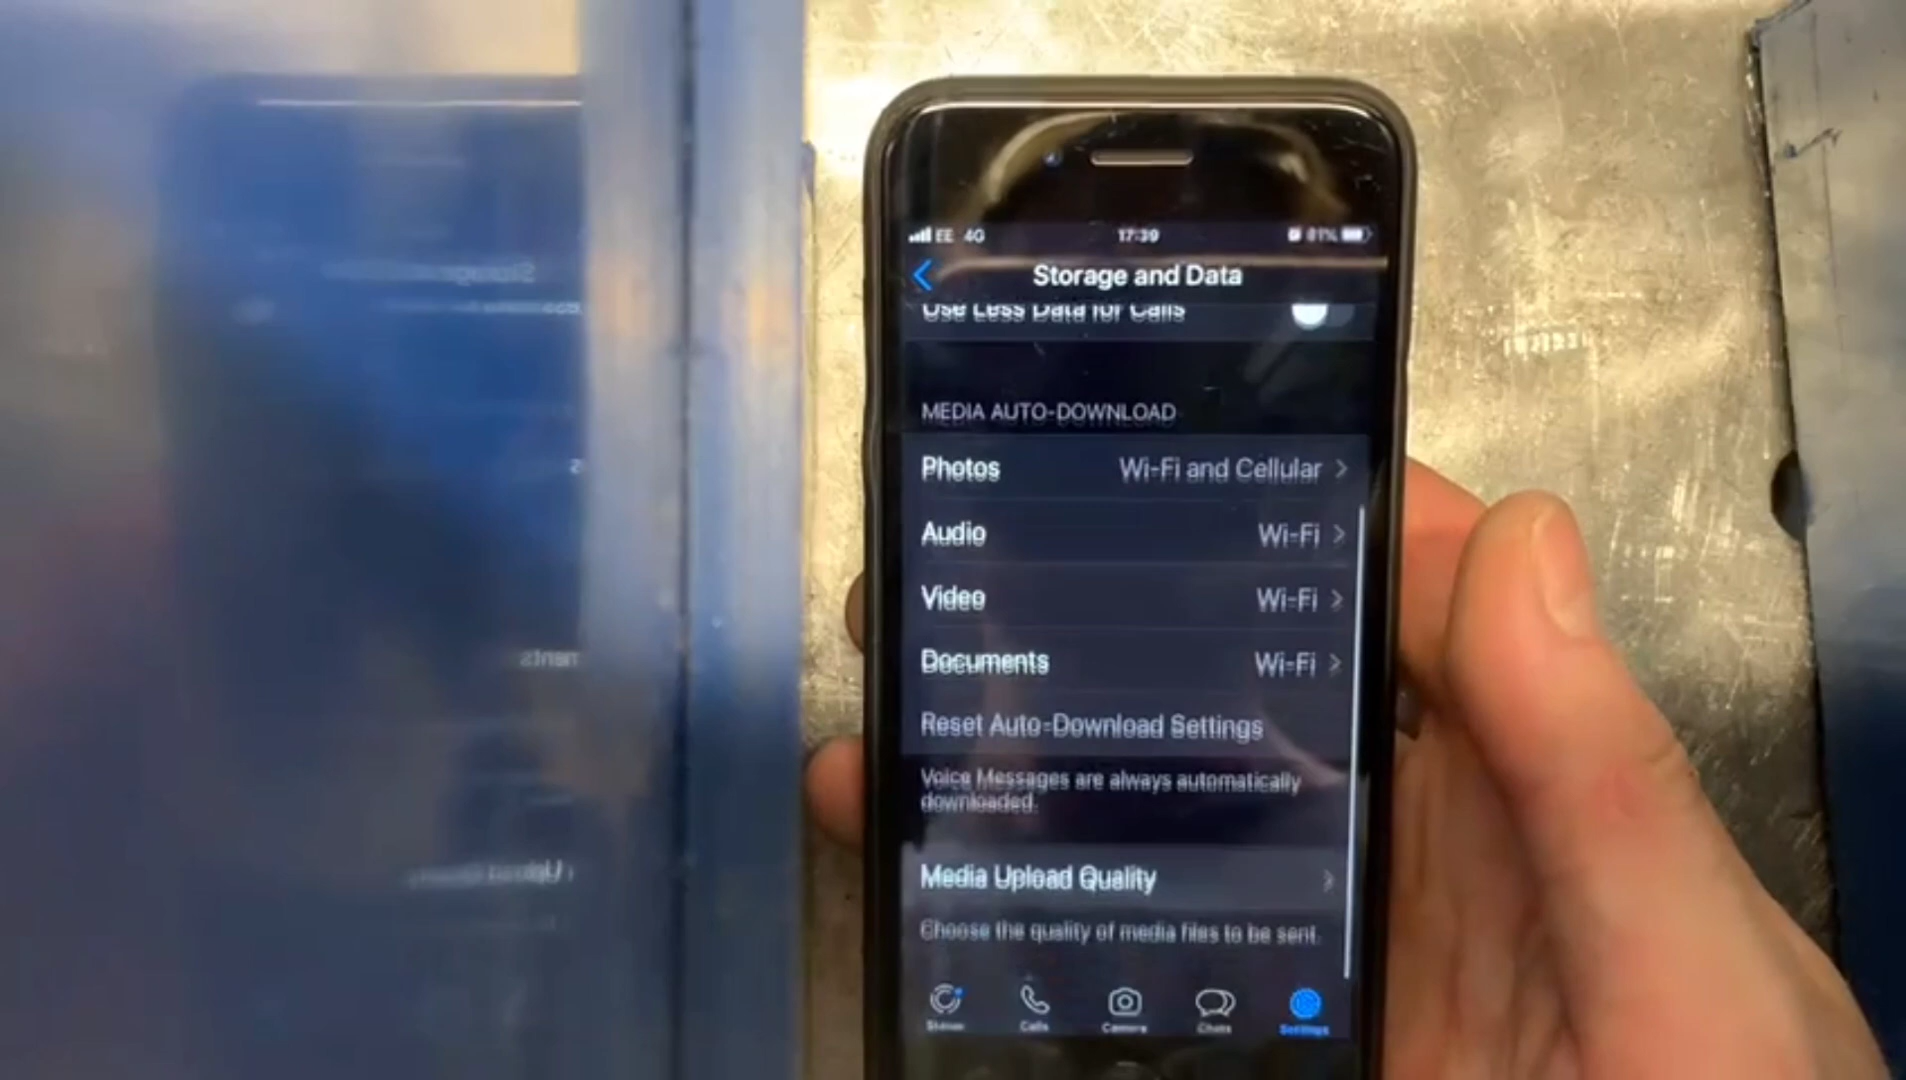 EE 4G 17:39 81%
Storage and Data
Use Less Data for Calls
MEDIA AUTO-DOWNLOAD
Photos Wi-Fi and Cellular
Audio Wi-Fi
Video Wi-Fi
Documents Wi-Fi
Reset Auto-Download Settings
Voice Messages are always automatically
downloaded.
Media Upload Quality
Choose the quality of media files to be sent.
Status Calls Camera Chats Settings